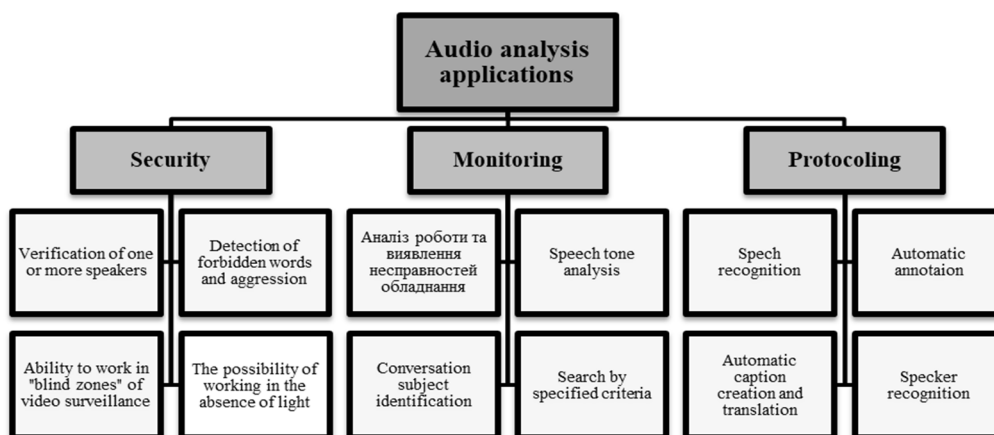 Audio analysis
applications
Security
Monitoring
Protocoling
Verification of one
or more speakers
Detection of
forbidden words
and aggression
Аналіз роботи та
виявлення
несправностей
обладнання
Speech tone
analysis
Spech
recognition
Automatic
annotaion
Ability to work in
"blind zones" of
video surveillance
The possibility of
working in the
absence of light
Conversation
subject
identification
Search by
specified criteria
Automatic
caption
creation and
translation
Specker
recognition